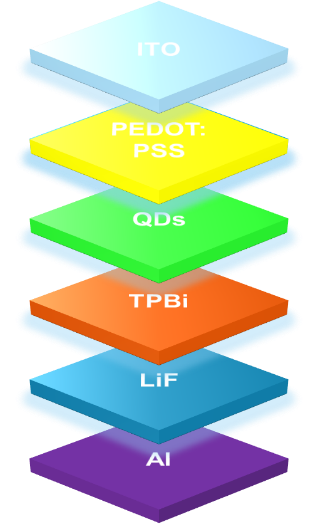 ITO
PEDOT:
PSS
QDs
TPBi
LiF
Al